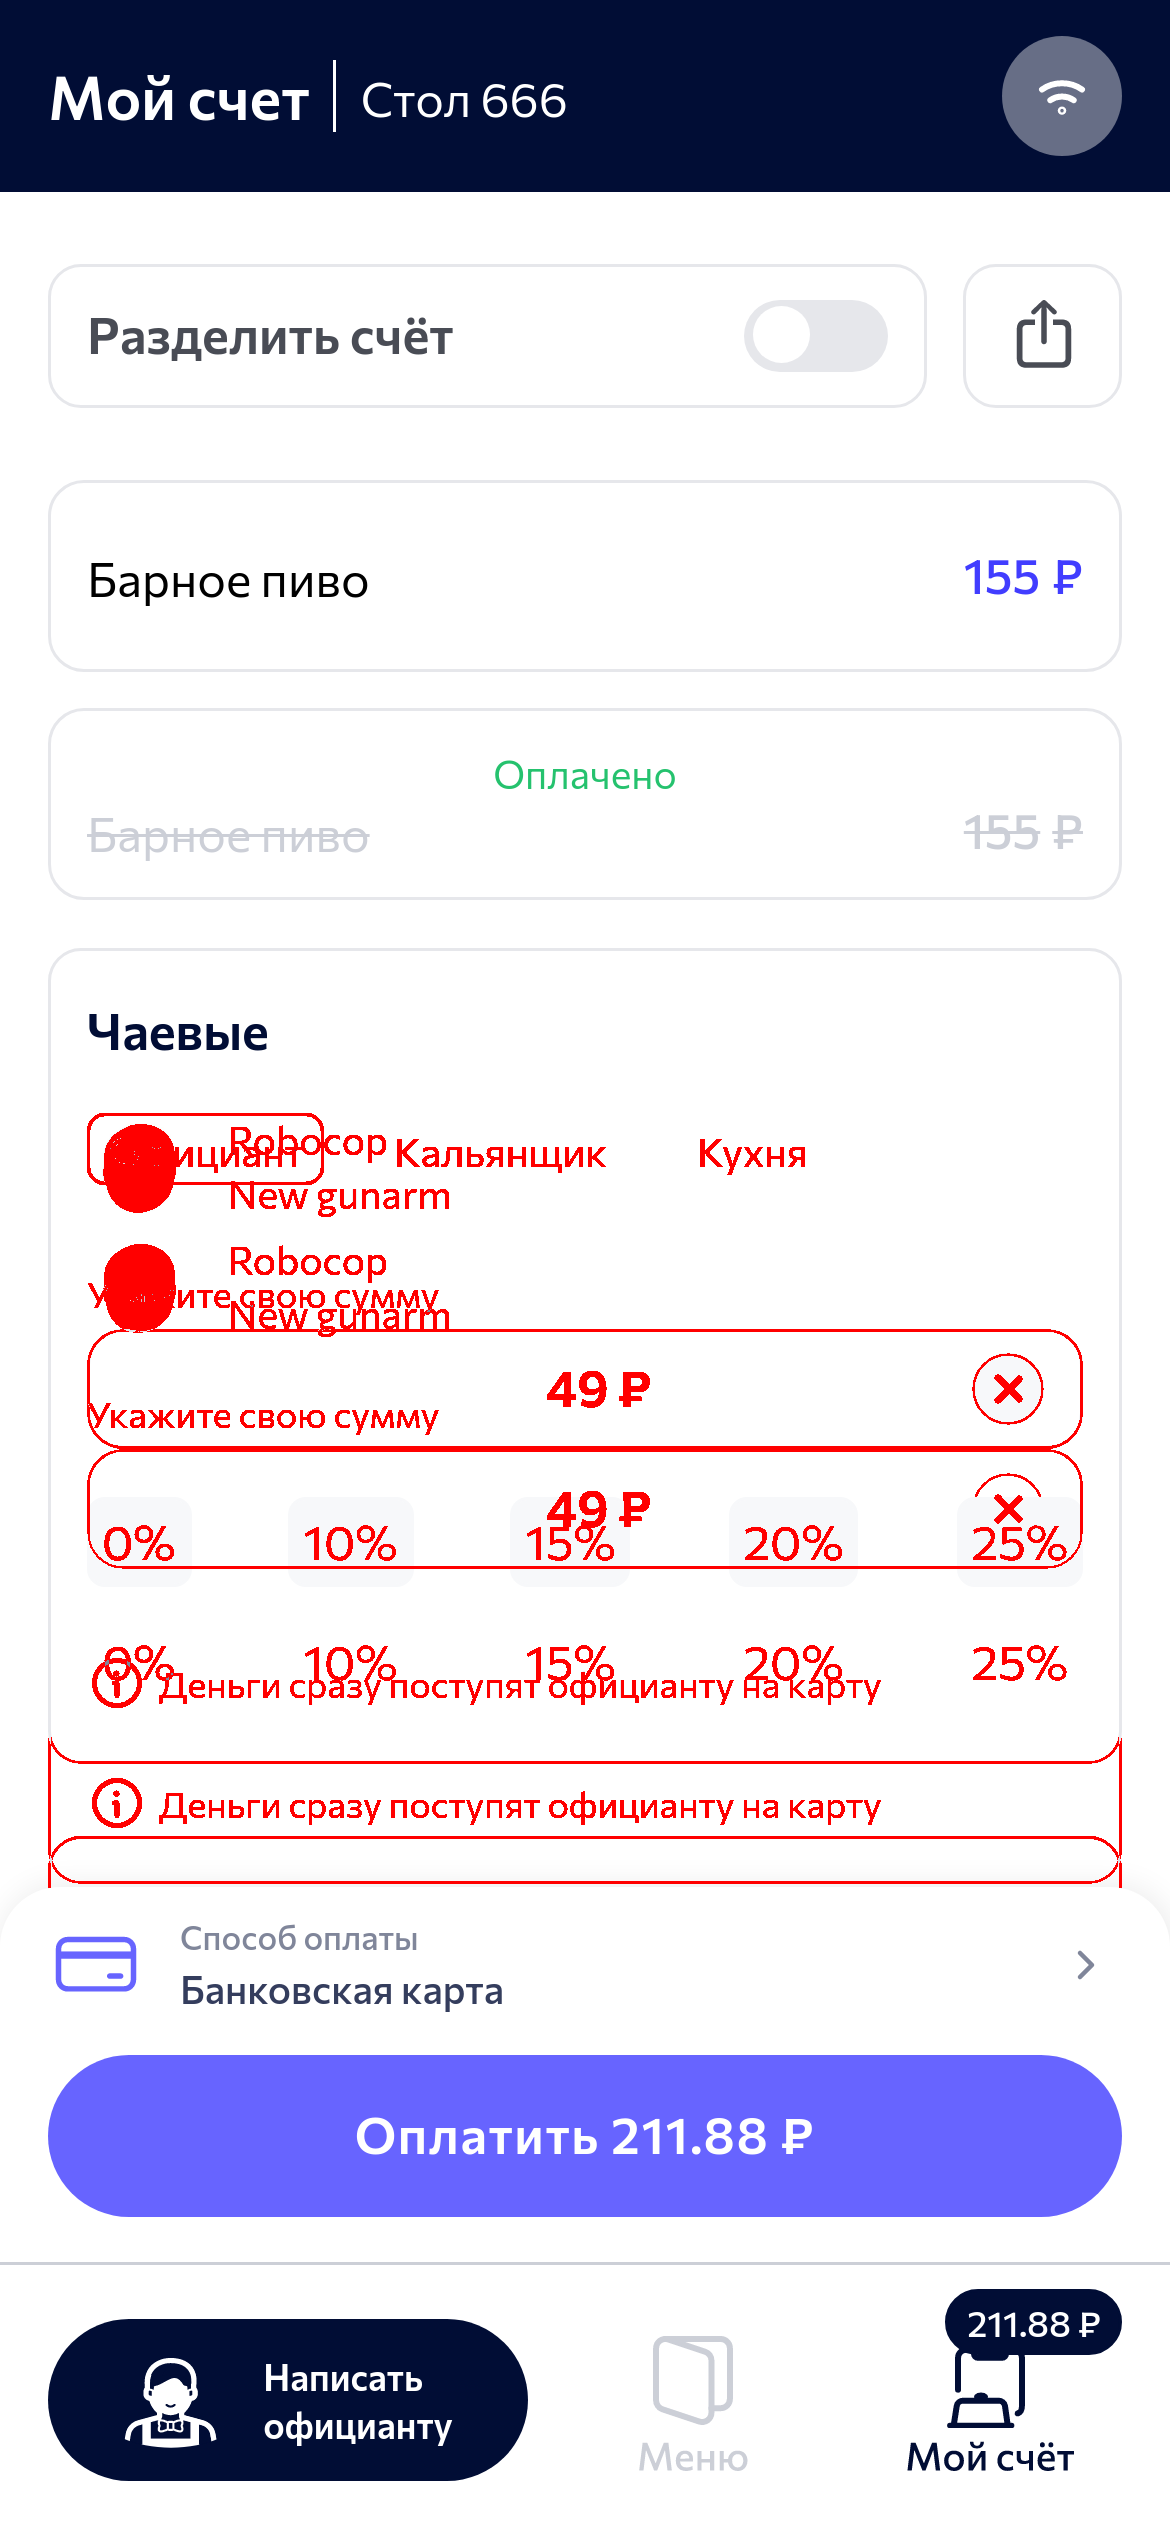 Мой счет
Стол 666
Разделить счёт
Барное пиво
155 ₽
Оплачено
Барное пиво
155 ₽
Чаевые
Robocop
Кальянщик
Кухня
New gunarm
Robocop
Укажите свою сумму
New gunarm
49 ₽
Укажите свою сумму
49 ₽
0% 10% 15% 20% 25%
0% 10% 15% 20% 25%
Деньги сразу поступят официанту на карту
Деньги сразу поступят официанту на карту
Способ оплаты
Банковская карта
Оплатить 211.88 ₽
211.88 ₽
Написать
официанту
Меню
Мой счёт